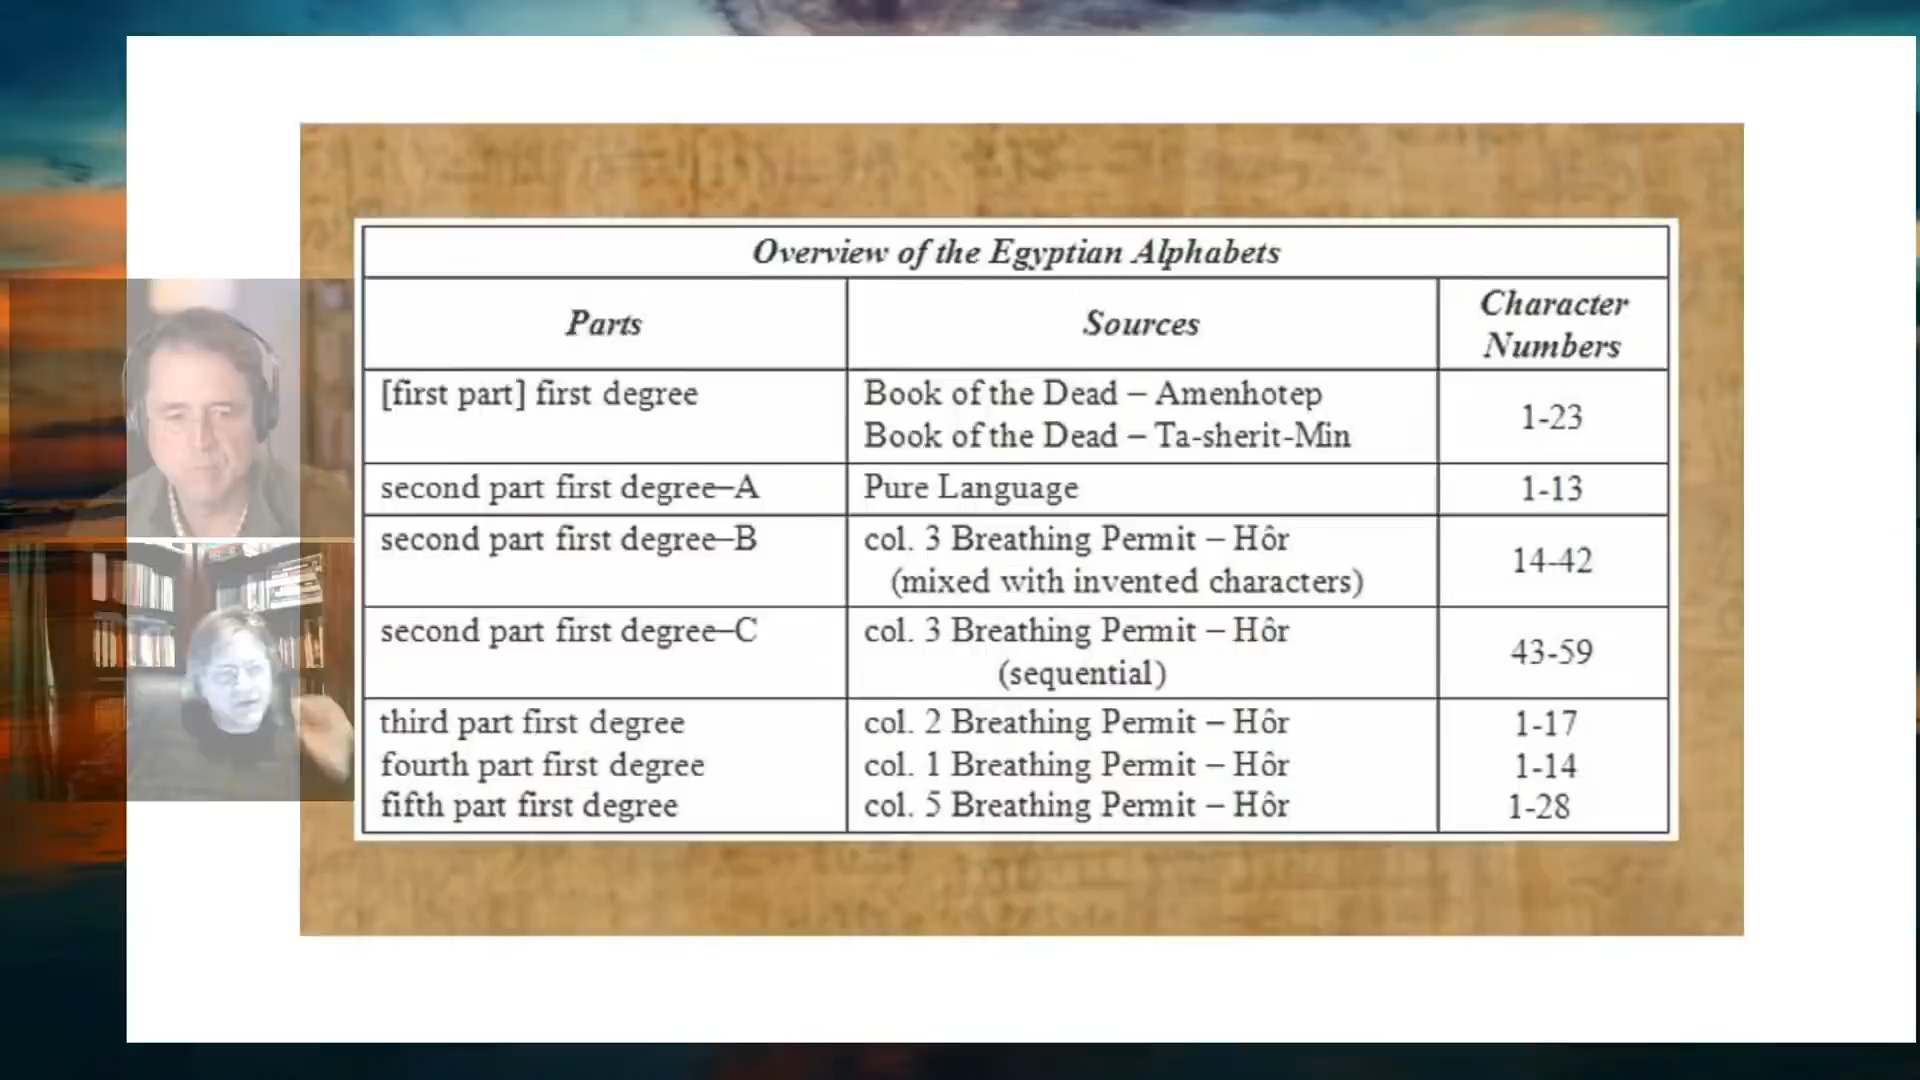 Overview of the Egyptian Alphabets
Parts
Sources
Character
Numbers
[first part] first degree
Book of the Dead – Amenhotep
Book of the Dead – Ta-sherit-Min
1-23
second part first degree–A
Pure Language
1-13
second part first degree–B
col. 3 Breathing Permit – Hôr
(mixed with invented characters)
14-42
second part first degree–C
col. 3 Breathing Permit – Hôr
(sequential)
43-59
third part first degree
col. 2 Breathing Permit – Hôr
1-17
fourth part first degree
col. 1 Breathing Permit – Hôr
1-14
fifth part first degree
col. 5 Breathing Permit – Hôr
1-28